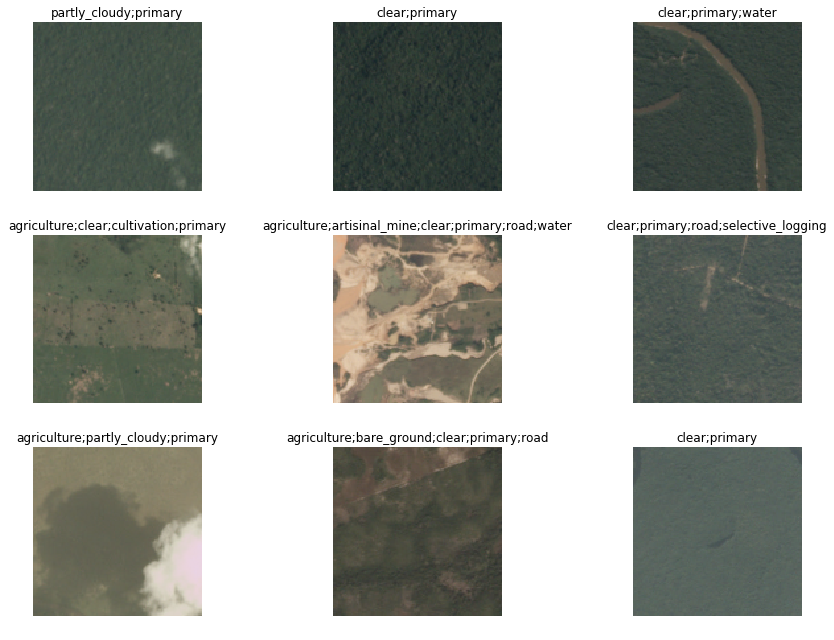 partly_cloudy;primary
clear;primary
clear;primary;water
agriculture;clear;cultivation;primary
agriculture;artisinal_mine;clear;primary;road;water
clear;primary;road;selective_logging
agriculture;partly_cloudy;primary
agriculture;bare_ground;clear;primary;road
clear;primary